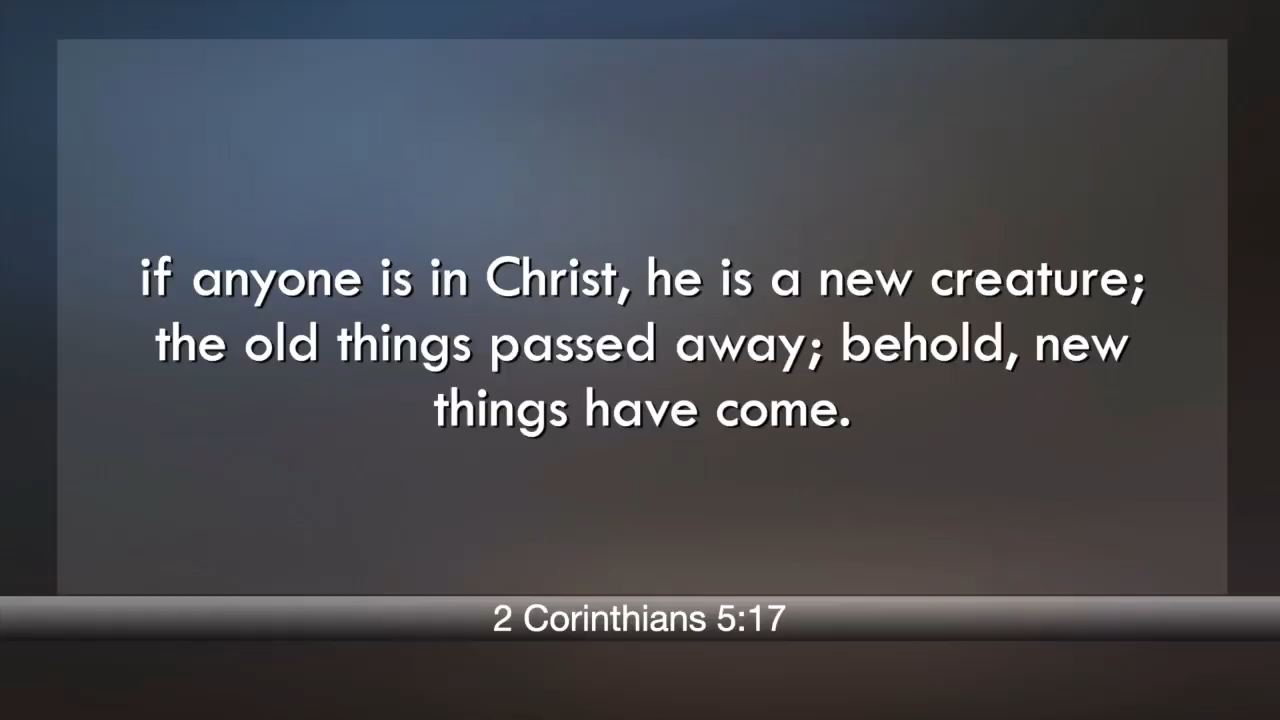 if anyone is in Christ, he is a new creature;
the old things passed away; behold, new
things have come.
2 Corinthians 5:17